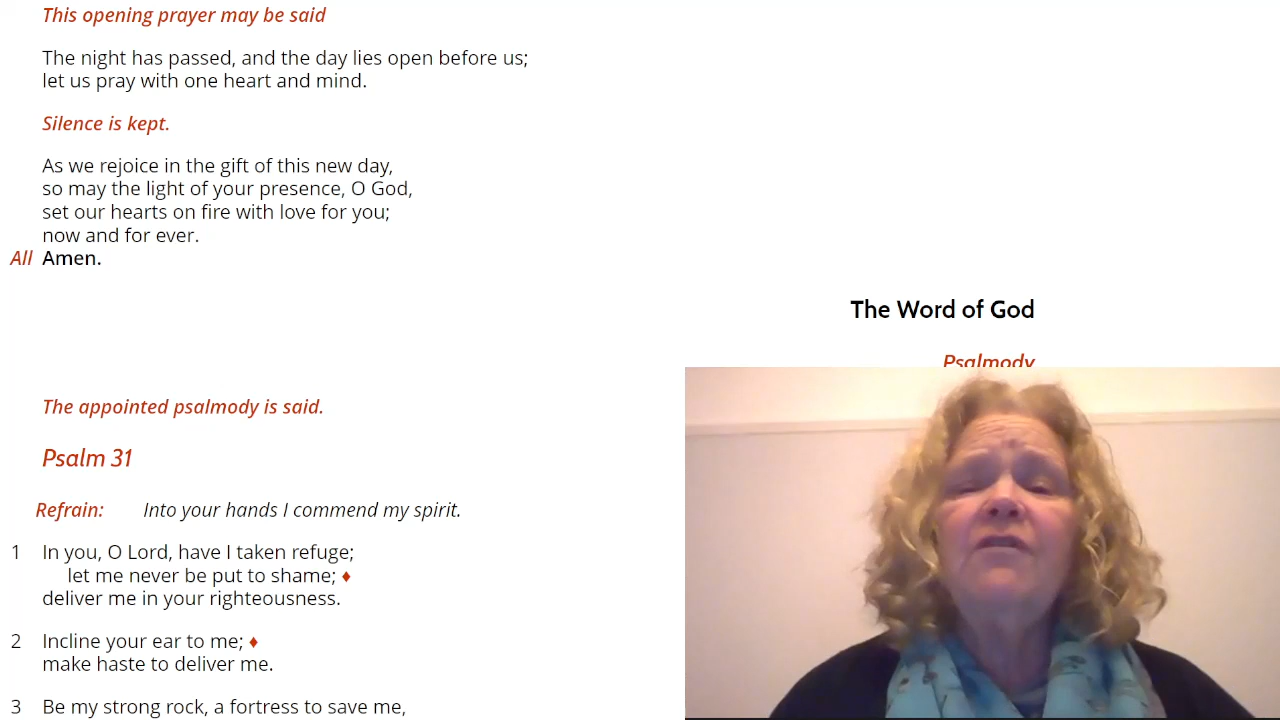 This opening prayer may be said
The night has passed, and the day lies open before us;
let us pray with one heart and mind.
Silence is kept.
As we rejoice in the gift of this new day,
so may the light of your presence, O God,
set our hearts on fire with love for you;
now and for ever.
All Amen.
The Word of God
Psalmody
The appointed psalmody is said.
Psalm 31
Refrain: Into your hands I commend my spirit.
1 In you, O Lord, have I taken refuge;
let me never be put to shame; ♦
deliver me in your righteousness.
2 Incline your ear to me; ♦
make haste to deliver me.
3 Be my strong rock, a fortress to save me,